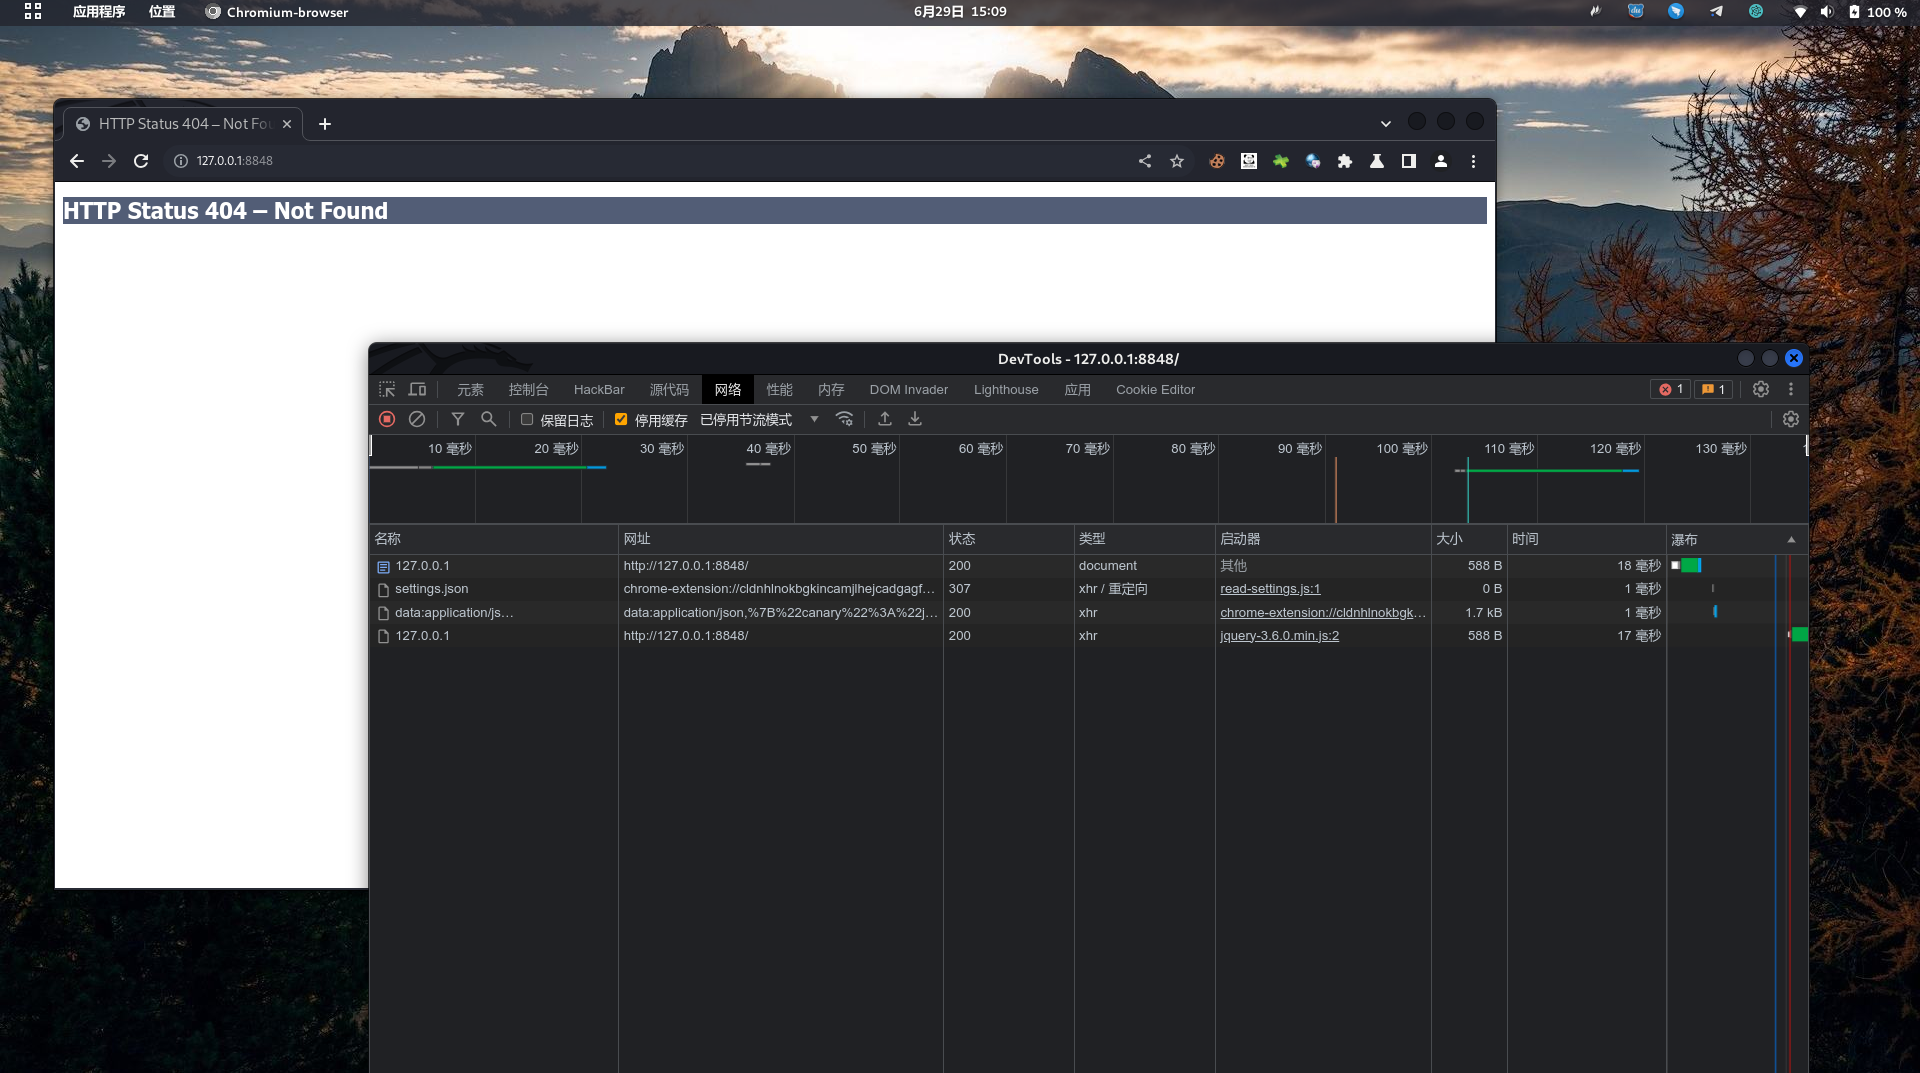 应用程序 位置 Chromium-browser 6月29日 15:09 100 %
HTTP Status 404 – Not Fou
127.0.0.1:8848
HTTP Status 404 – Not Found
DevTools - 127.0.0.1:8848/
元素 控制台 HackBar 源代码 网络 性能 内存 DOM Invader Lighthouse 应用 Cookie Editor 1 1
保留日志 停用缓存 已停用节流模式
10 毫秒 20 毫秒 30 毫秒 40 毫秒 50 毫秒 60 毫秒 70 毫秒 80 毫秒 90 毫秒 100 毫秒 110 毫秒 120 毫秒 130 毫秒
名称 网址 状态 类型 启动器 大小 时间 瀑布
127.0.0.1 http://127.0.0.1:8848/ 200 document 其他 588 B 18 毫秒
settings.json chrome-extension://cldnhlnokbgkincamjlhejcadgagf… 307 xhr / 重定向 read-settings.js:1 0 B 1 毫秒
data:application/js… data:application/json,%7B%22canary%22%3A%22j… 200 xhr chrome-extension://cldnhlnokbgk… 1.7 kB 1 毫秒
127.0.0.1 http://127.0.0.1:8848/ 200 xhr jquery-3.6.0.min.js:2 588 B 17 毫秒